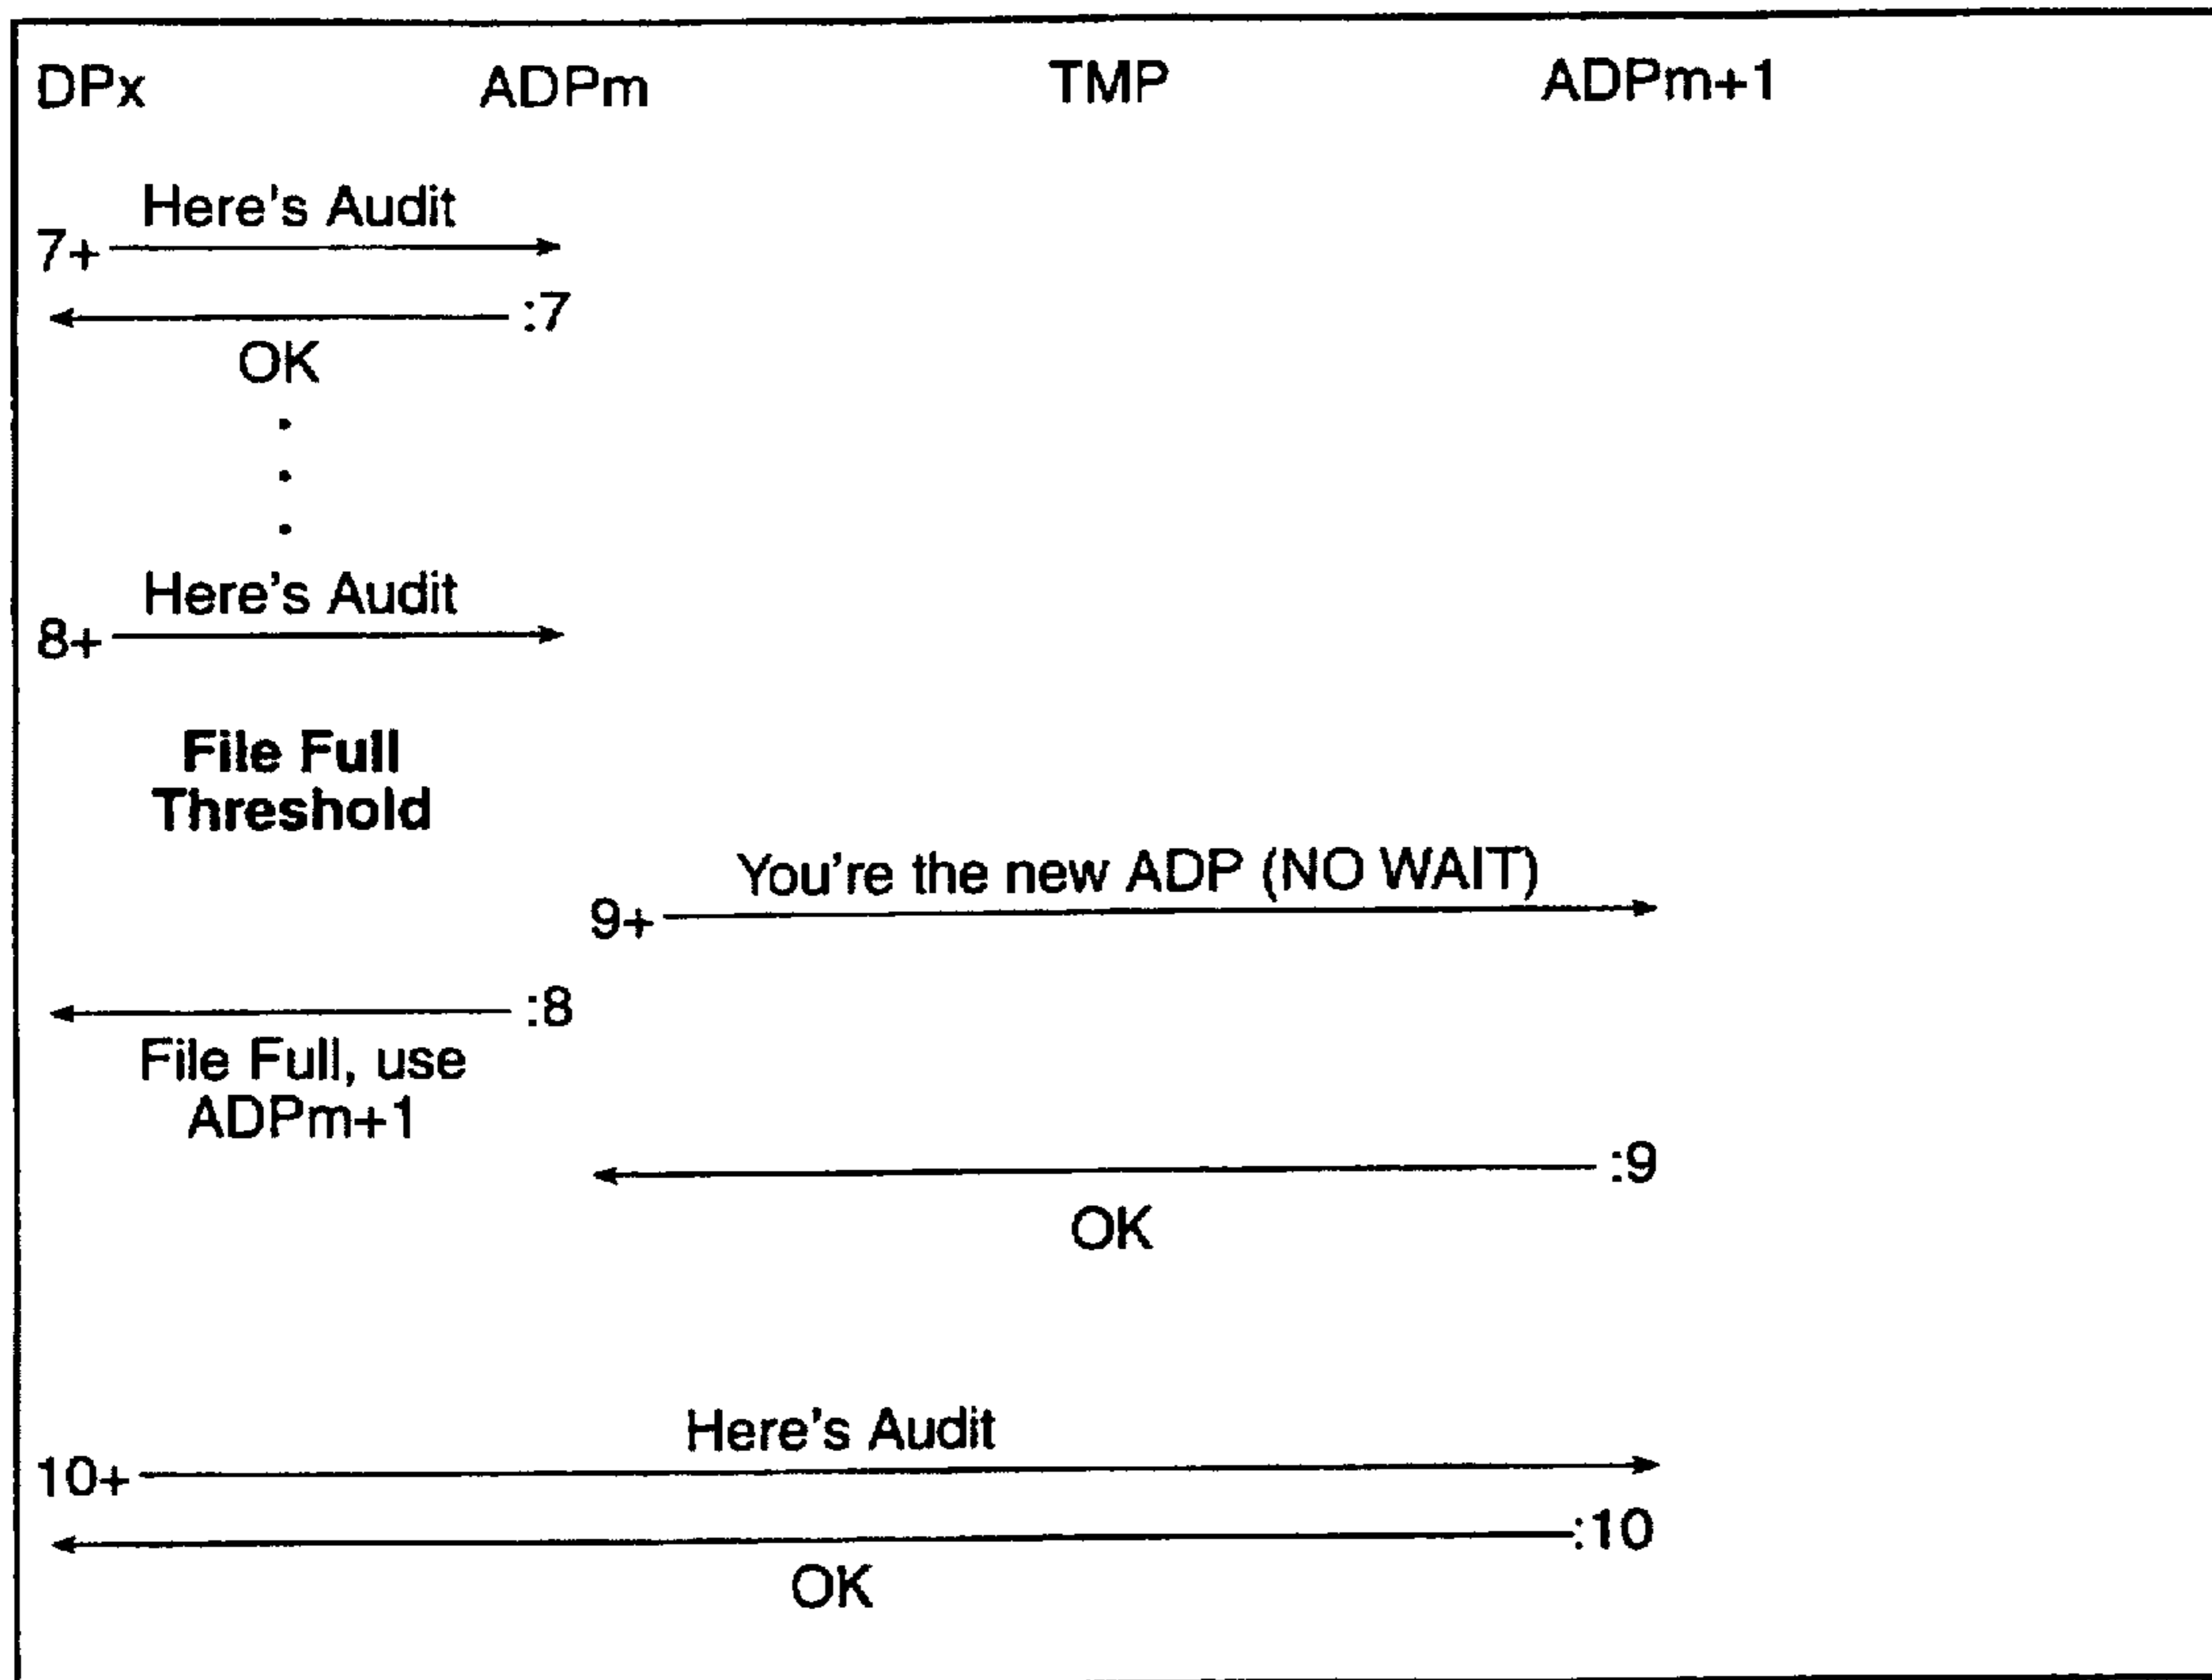 DPx ADPm TMP ADPm+1
Here's Audit
7+
:7
OK
Here's Audit
8+
File Full
Threshold
You're the new ADP (NO WAIT)
9+
:8
File Full, use
ADPm+1
:9
OK
Here's Audit
10+
:10
OK